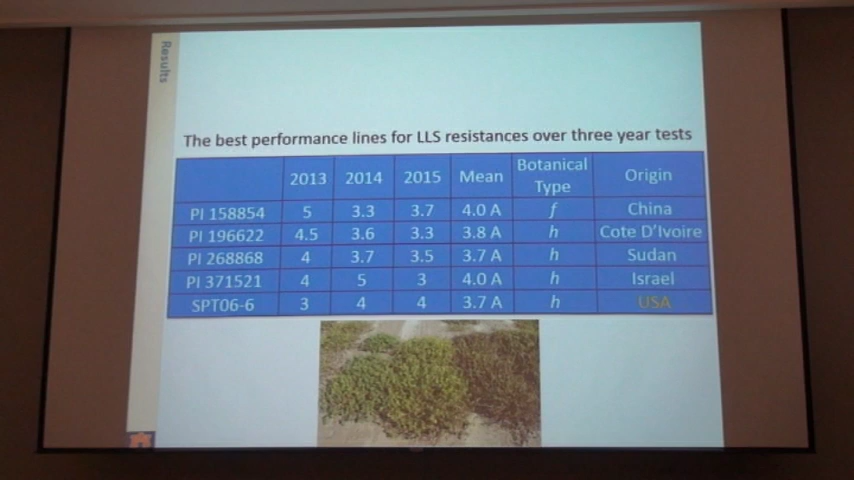 Results
The best performance lines for LLS resistances over three year tests
2013 2014 2015 Mean Botanical Type Origin
PI 158854 5 3.3 3.7 4.0 A f China
PI 196622 4.5 3.6 3.3 3.8 A h Cote D'Ivoire
PI 268868 4 3.7 3.5 3.7 A h Sudan
PI 371521 4 5 3 4.0 A h Israel
SPT06-6 3 4 4 3.7 A h USA